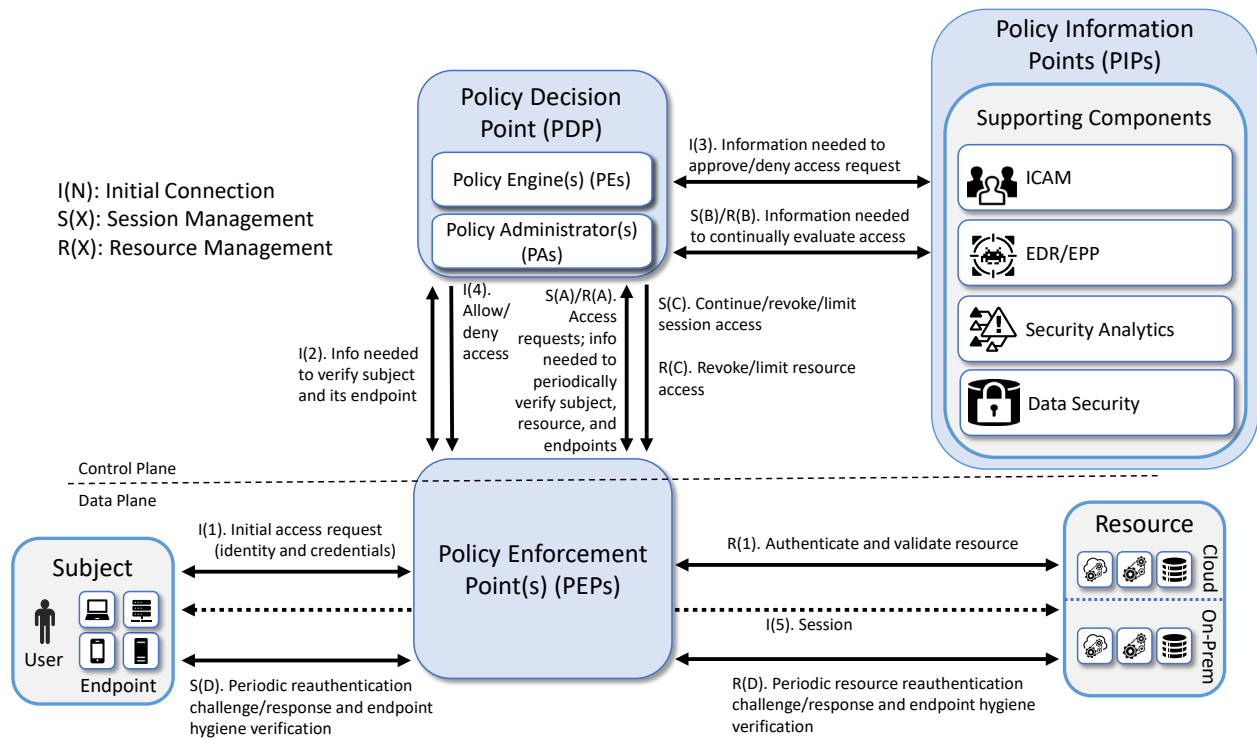 Policy Information
Points (PIPs)
Supporting Components
ICAM
EDR/EPP
Security Analytics
Data Security
Policy Decision
Point (PDP)
Policy Engine(s) (PEs)
Policy Administrator(s)
(PAs)
I(3). Information needed to
approve/deny access request
S(B)/R(B). Information needed
to continually evaluate access
I(N): Initial Connection
S(X): Session Management
R(X): Resource Management
I(2). Info needed
to verify subject
and its endpoint
I(4).
Allow/
deny
access
S(A)/R(A).
Access
requests; info
needed to
periodically
verify subject,
resource, and
endpoints
S(C). Continue/revoke/limit
session access
R(C). Revoke/limit resource
access
Control Plane
Data Plane
Subject
User
Endpoint
I(1). Initial access request
(identity and credentials)
S(D). Periodic reauthentication
challenge/response and endpoint
hygiene verification
Policy Enforcement
Point(s) (PEPs)
R(1). Authenticate and validate resource
I(5). Session
R(D). Periodic resource reauthentication
challenge/response and endpoint hygiene
verification
Resource
Cloud
On-Prem